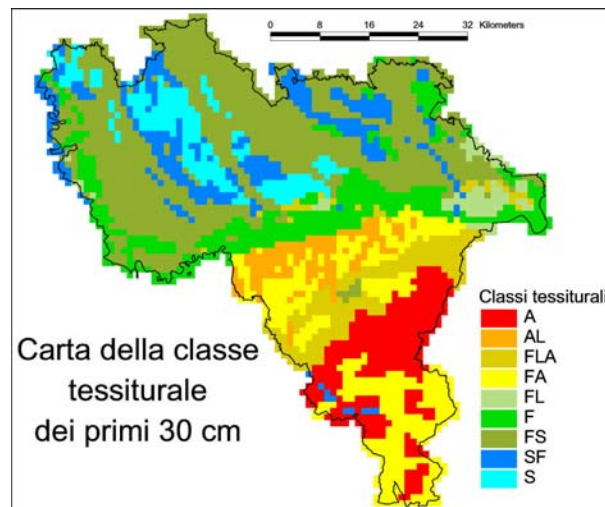 0 8 16 24 32 Kilometers
Classi tessiturali
A
AL
FLA
FA
FL
F
FS
SF
S
Carta della classe
tessiturale
dei primi 30 cm